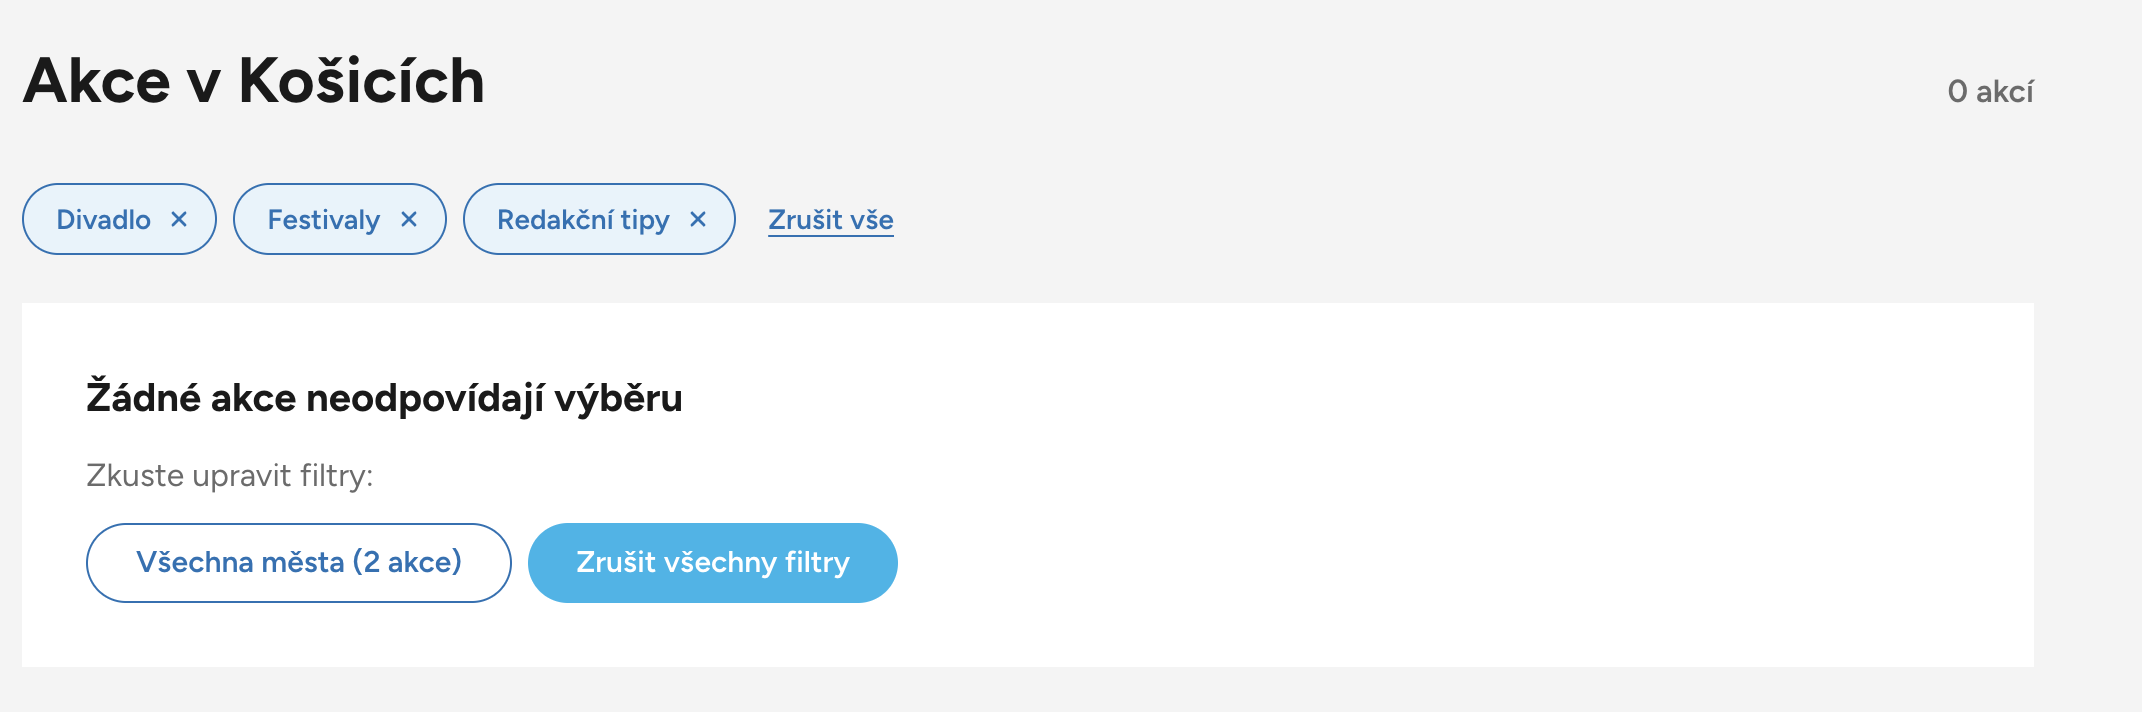 Akce v Košicích
0 akcí
Divadlo ✕ Festivaly ✕ Redakční tipy ✕ Zrušit vše
Žádné akce neodpovídají výběru
Zkuste upravit filtry:
Všechna města (2 akce) Zrušit všechny filtry